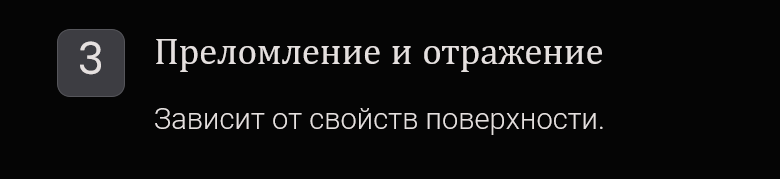 3
Преломление и отражение
Зависит от свойств поверхности.